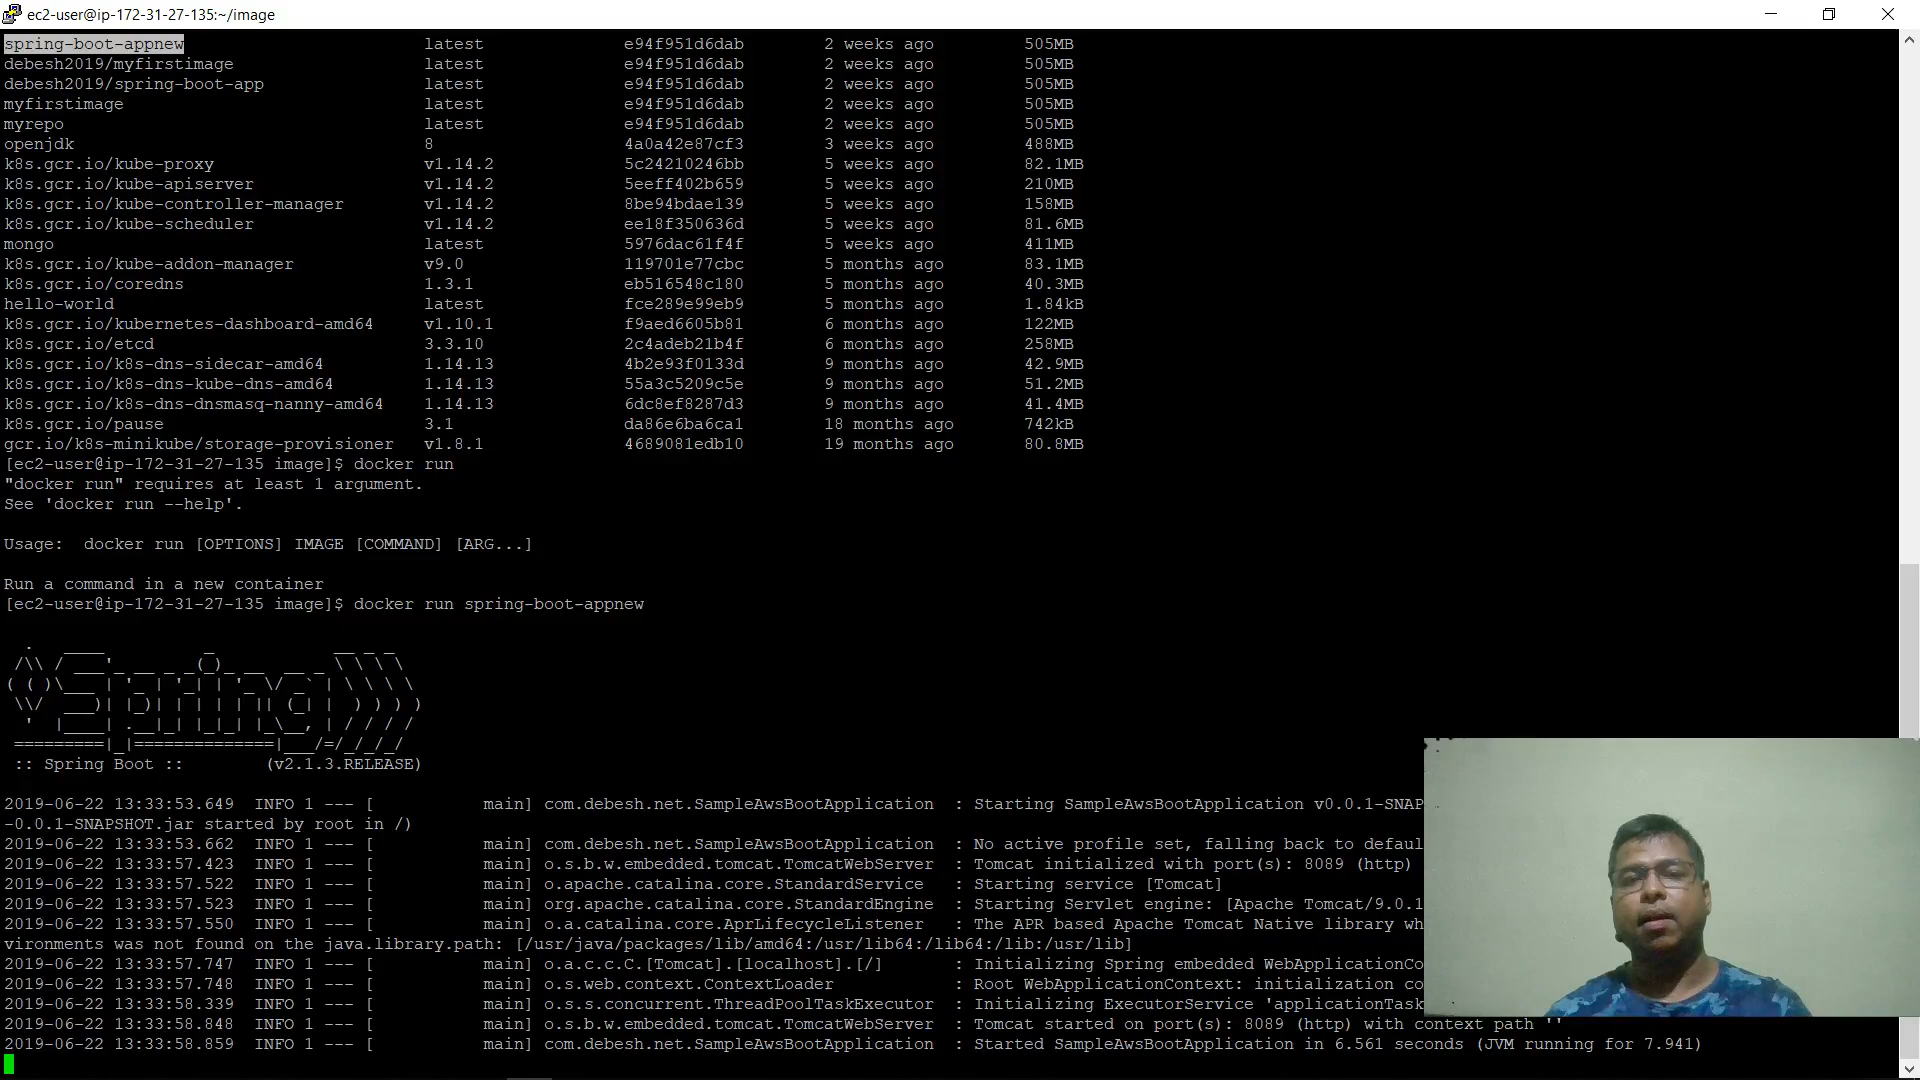 ec2-user@ip-172-31-27-135:~/image
spring-boot-appnew latest e94f951d6dab 2 weeks ago 505MB
debesh2019/myfirstimage latest e94f951d6dab 2 weeks ago 505MB
debesh2019/spring-boot-app latest e94f951d6dab 2 weeks ago 505MB
myfirstimage latest e94f951d6dab 2 weeks ago 505MB
myrepo latest e94f951d6dab 2 weeks ago 505MB
openjdk 8 4a0a42e87cf3 3 weeks ago 488MB
k8s.gcr.io/kube-proxy v1.14.2 5c24210246bb 5 weeks ago 82.1MB
k8s.gcr.io/kube-apiserver v1.14.2 5eeff402b659 5 weeks ago 210MB
k8s.gcr.io/kube-controller-manager v1.14.2 8be94bdae139 5 weeks ago 158MB
k8s.gcr.io/kube-scheduler v1.14.2 ee18f350636d 5 weeks ago 81.6MB
mongo latest 5976dac61f4f 5 weeks ago 411MB
k8s.gcr.io/kube-addon-manager v9.0 119701e77cbc 5 months ago 83.1MB
k8s.gcr.io/coredns 1.3.1 eb516548c180 5 months ago 40.3MB
hello-world latest fce289e99eb9 5 months ago 1.84kB
k8s.gcr.io/kubernetes-dashboard-amd64 v1.10.1 f9aed6605b81 6 months ago 122MB
k8s.gcr.io/etcd 3.3.10 2c4adeb21b4f 6 months ago 258MB
k8s.gcr.io/k8s-dns-sidecar-amd64 1.14.13 4b2e93f0133d 9 months ago 42.9MB
k8s.gcr.io/k8s-dns-kube-dns-amd64 1.14.13 55a3c5209c5e 9 months ago 51.2MB
k8s.gcr.io/k8s-dns-dnsmasq-nanny-amd64 1.14.13 6dc8ef8287d3 9 months ago 41.4MB
k8s.gcr.io/pause 3.1 da86e6ba6ca1 18 months ago 742kB
gcr.io/k8s-minikube/storage-provisioner v1.8.1 4689081edb10 19 months ago 80.8MB
[ec2-user@ip-172-31-27-135 image]$ docker run
"docker run" requires at least 1 argument.
See 'docker run --help'.
Usage: docker run [OPTIONS] IMAGE [COMMAND] [ARG...]
Run a command in a new container
[ec2-user@ip-172-31-27-135 image]$ docker run spring-boot-appnew
Spring
:: Spring Boot :: (v2.1.3.RELEASE)
2019-06-22 13:33:53.649 INFO 1 --- [ main] com.debesh.net.SampleAwsBootApplication : Starting SampleAwsBootApplication v0.0.1-SNAP
-0.0.1-SNAPSHOT.jar started by root in /)
2019-06-22 13:33:53.662 INFO 1 --- [ main] com.debesh.net.SampleAwsBootApplication : No active profile set, falling back to defaul
2019-06-22 13:33:57.423 INFO 1 --- [ main] o.s.b.w.embedded.tomcat.TomcatWebServer : Tomcat initialized with port(s): 8089 (http)
2019-06-22 13:33:57.522 INFO 1 --- [ main] o.apache.catalina.core.StandardService : Starting service [Tomcat]
2019-06-22 13:33:57.523 INFO 1 --- [ main] org.apache.catalina.core.StandardEngine : Starting Servlet engine: [Apache Tomcat/9.0.1
2019-06-22 13:33:57.550 INFO 1 --- [ main] o.a.catalina.core.AprLifecycleListener : The APR based Apache Tomcat Native library wh
vironments was not found on the java.library.path: [/usr/java/packages/lib/amd64:/usr/lib64:/lib64:/lib:/usr/lib]
2019-06-22 13:33:57.747 INFO 1 --- [ main] o.a.c.c.C.[Tomcat].[localhost].[/] : Initializing Spring embedded WebApplicationCo
2019-06-22 13:33:57.748 INFO 1 --- [ main] o.s.web.context.ContextLoader : Root WebApplicationContext: initialization co
2019-06-22 13:33:58.339 INFO 1 --- [ main] o.s.s.concurrent.ThreadPoolTaskExecutor : Initializing ExecutorService 'applicationTask
2019-06-22 13:33:58.848 INFO 1 --- [ main] o.s.b.w.embedded.tomcat.TomcatWebServer : Tomcat started on port(s): 8089 (http) with context path ''
2019-06-22 13:33:58.859 INFO 1 --- [ main] com.debesh.net.SampleAwsBootApplication : Started SampleAwsBootApplication in 6.561 seconds (JVM running for 7.941)